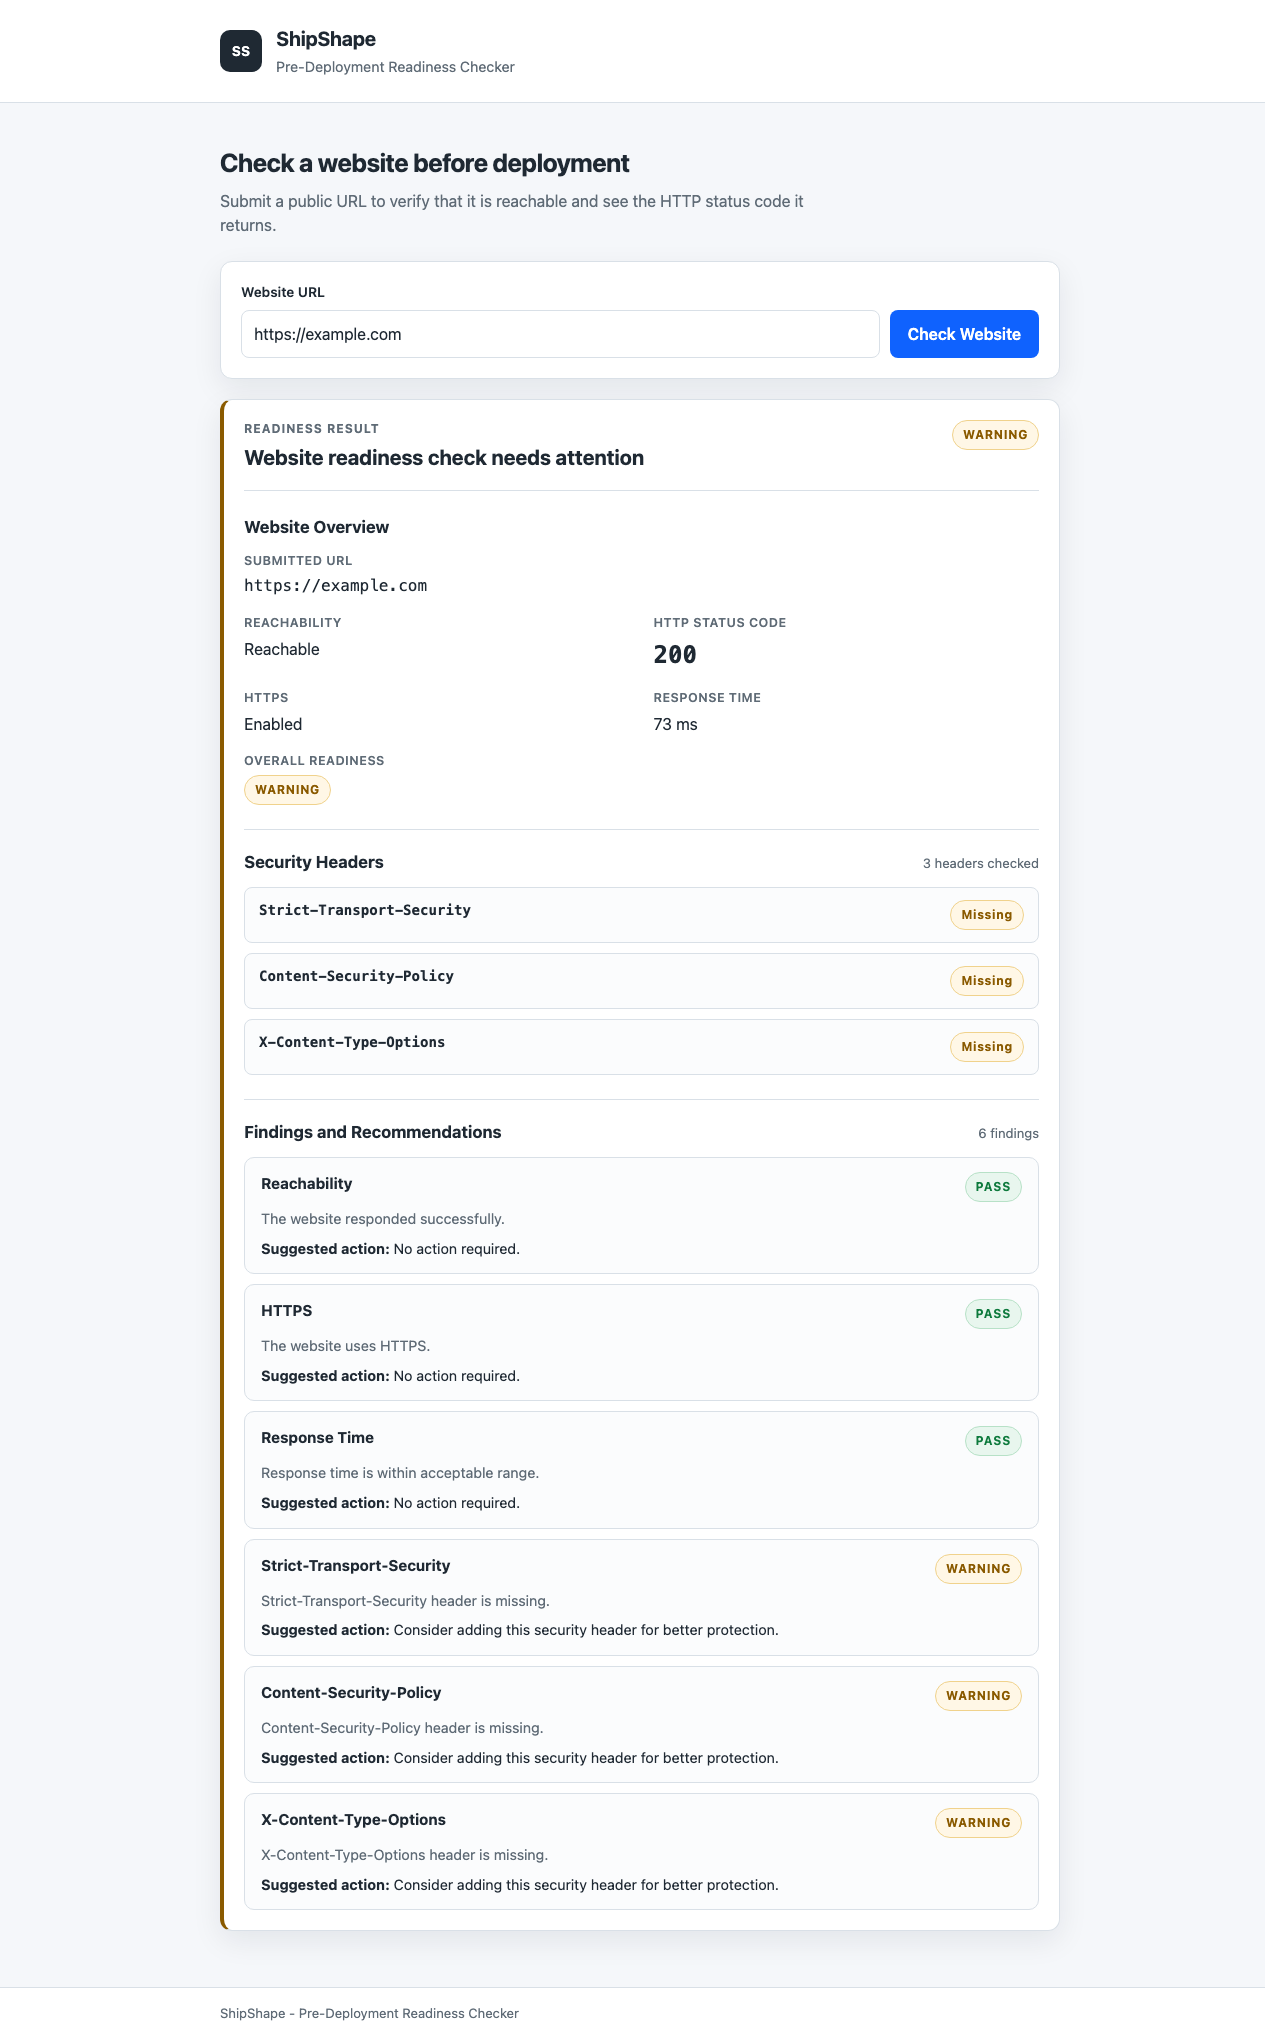 SS
ShipShape
Pre-Deployment Readiness Checker
Check a website before deployment
Submit a public URL to verify that it is reachable and see the HTTP status code it
returns.
Website URL
https://example.com
Check Website
READINESS RESULT
WARNING
Website readiness check needs attention
Website Overview
SUBMITTED URL
https://example.com
REACHABILITY
Reachable
HTTP STATUS CODE
200
HTTPS
Enabled
RESPONSE TIME
73 ms
OVERALL READINESS
WARNING
Security Headers
3 headers checked
Strict-Transport-Security
Missing
Content-Security-Policy
Missing
X-Content-Type-Options
Missing
Findings and Recommendations
6 findings
Reachability
PASS
The website responded successfully.
Suggested action: No action required.
HTTPS
PASS
The website uses HTTPS.
Suggested action: No action required.
Response Time
PASS
Response time is within acceptable range.
Suggested action: No action required.
Strict-Transport-Security
WARNING
Strict-Transport-Security header is missing.
Suggested action: Consider adding this security header for better protection.
Content-Security-Policy
WARNING
Content-Security-Policy header is missing.
Suggested action: Consider adding this security header for better protection.
X-Content-Type-Options
WARNING
X-Content-Type-Options header is missing.
Suggested action: Consider adding this security header for better protection.
ShipShape - Pre-Deployment Readiness Checker